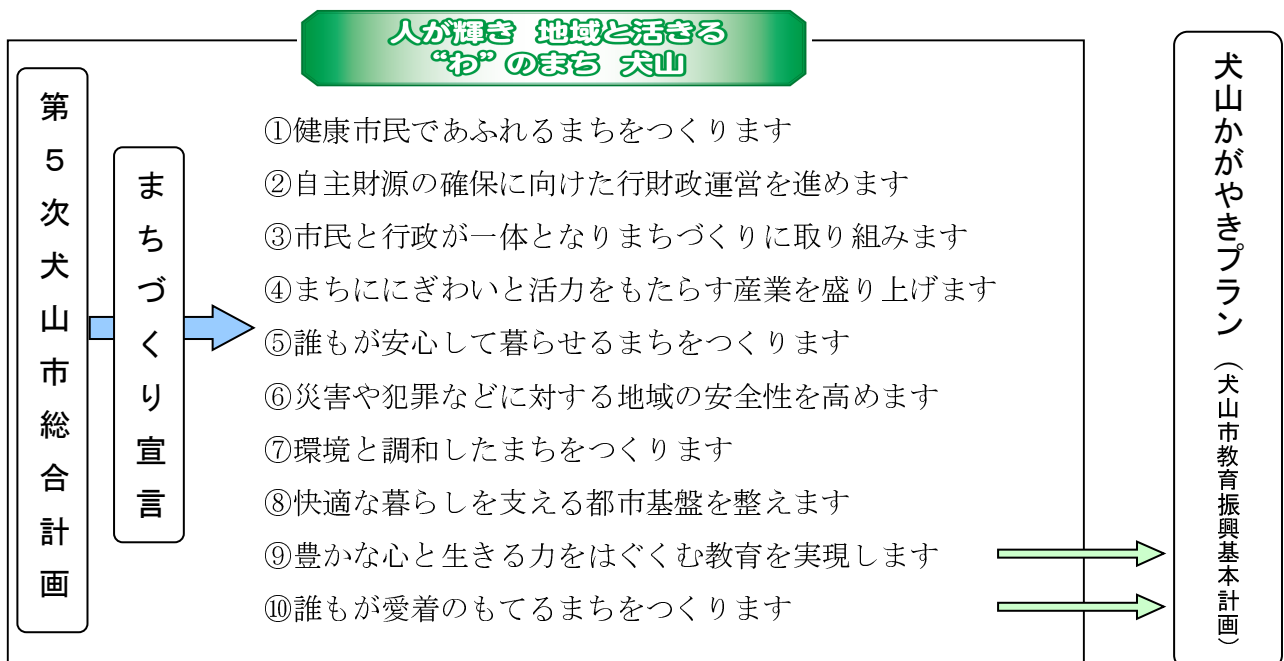 人が輝き 地域と活きる
“わ”のまち 犬山
第５次犬山市総合計画
まちづくり宣言
①健康市民であふれるまちをつくります
②自主財源の確保に向けた行財政運営を進めます
③市民と行政が一体となりまちづくりに取り組みます
④まちににぎわいと活力をもたらす産業を盛り上げます
⑤誰もが安心して暮らせるまちをつくります
⑥災害や犯罪などに対する地域の安全性を高めます
⑦環境と調和したまちをつくります
⑧快適な暮らしを支える都市基盤を整えます
⑨豊かな心と生きる力をはぐくむ教育を実現します
⑩誰もが愛着のもてるまちをつくります
犬山かがやきプラン（犬山市教育振興基本計画）